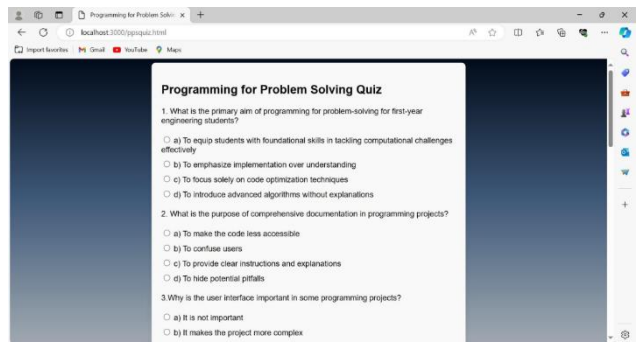 Programming for Problem Solvin
localhost:3000/ppsquiz.html
Import favorites
Gmail
YouTube
Maps
Programming for Problem Solving Quiz
1. What is the primary aim of programming for problem-solving for first-year
engineering students?
a) To equip students with foundational skills in tackling computational challenges
effectively
b) To emphasize implementation over understanding
c) To focus solely on code optimization techniques
d) To introduce advanced algorithms without explanations
2. What is the purpose of comprehensive documentation in programming projects?
a) To make the code less accessible
b) To confuse users
c) To provide clear instructions and explanations
d) To hide potential pitfalls
3.Why is the user interface important in some programming projects?
a) It is not important
b) It makes the project more complex